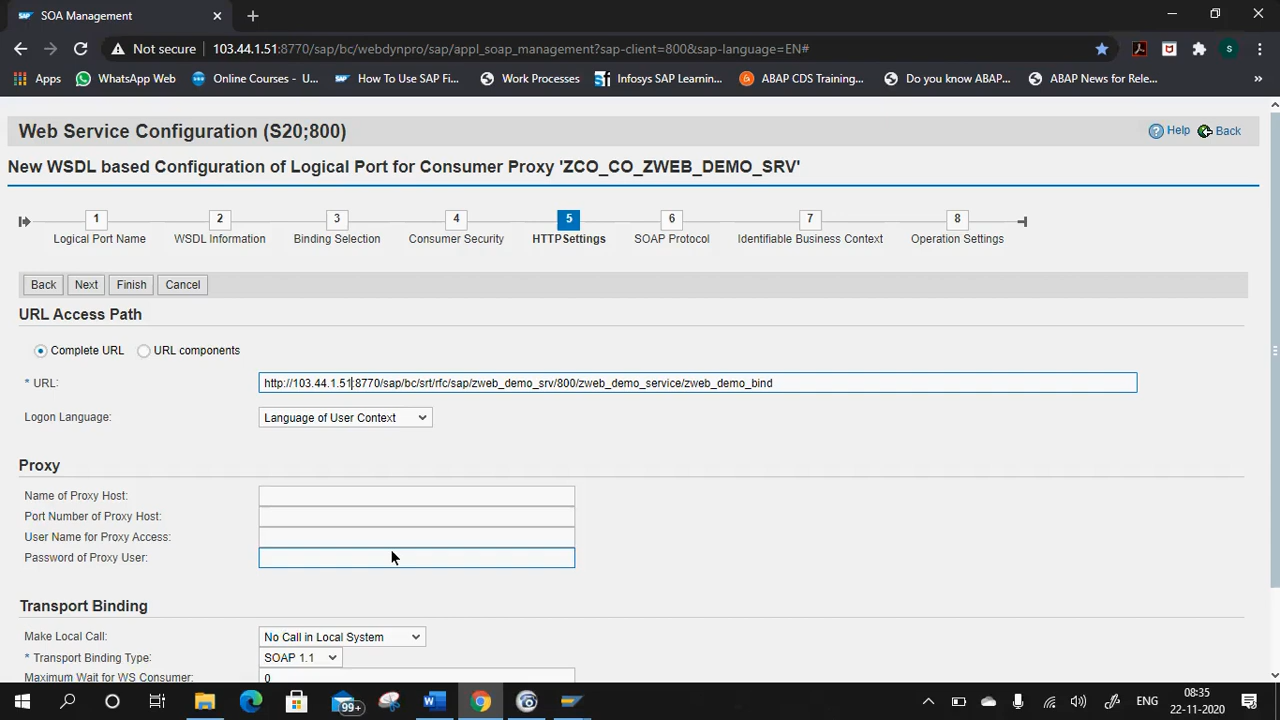 SOA Management
Not secure 103.44.1.51:8770/sap/bc/webdynpro/sap/appl_soap_management?sap-client=800&sap-language=EN# s
Apps WhatsApp Web Online Courses - U... How To Use SAP Fi... Work Processes Infosys SAP Learnin... ABAP CDS Training... Do you know ABAP... ABAP News for Rele... »
Web Service Configuration (S20;800) Help Back
New WSDL based Configuration of Logical Port for Consumer Proxy 'ZCO_CO_ZWEB_DEMO_SRV'
1 2 3 4 5 6 7 8
Logical Port Name WSDL Information Binding Selection Consumer Security HTTPSettings SOAP Protocol Identifiable Business Context Operation Settings
Back Next Finish Cancel
URL Access Path
Complete URL URL components
* URL: http://103.44.1.51:8770/sap/bc/srt/rfc/sap/zweb_demo_srv/800/zweb_demo_service/zweb_demo_bind
Logon Language: Language of User Context
Proxy
Name of Proxy Host:
Port Number of Proxy Host:
User Name for Proxy Access:
Password of Proxy User:
Transport Binding
Make Local Call: No Call in Local System
* Transport Binding Type: SOAP 1.1
Maximum Wait for WS Consumer: 0
99+ ENG 08:35
22-11-2020